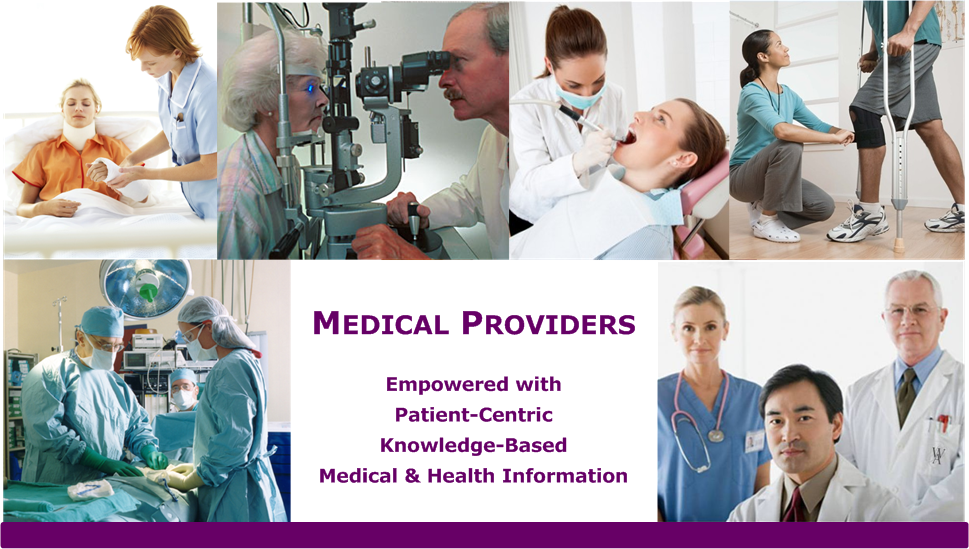 MEDICAL PROVIDERS
Empowered with
Patient-Centric
Knowledge-Based
Medical & Health Information